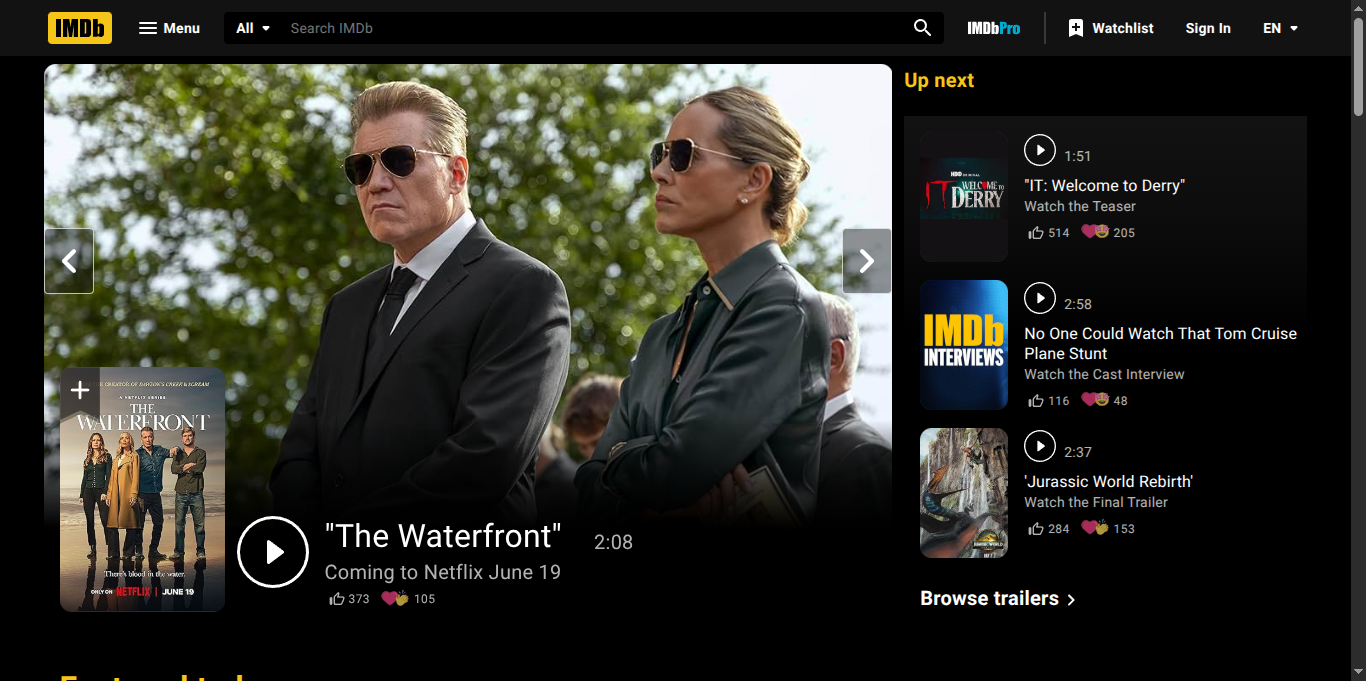 IMDb
Menu
All
Search IMDb
IMDbPro
Watchlist
Sign In
EN
CREATOR OF DAWSON'S CREEK & SCREAM
A NETFLIX SERIES
THE
WATERFRONT
There's blood in the water.
ONLY ON NETFLIX | JUNE 19
"The Waterfront"
2:08
Coming to Netflix June 19
373
105
Up next
IT
WELCOME TO
DERRY
1:51
"IT: Welcome to Derry"
Watch the Teaser
514
205
IMDb
INTERVIEWS
2:58
No One Could Watch That Tom Cruise
Plane Stunt
Watch the Cast Interview
116
48
2:37
'Jurassic World Rebirth'
Watch the Final Trailer
284
153
Browse trailers